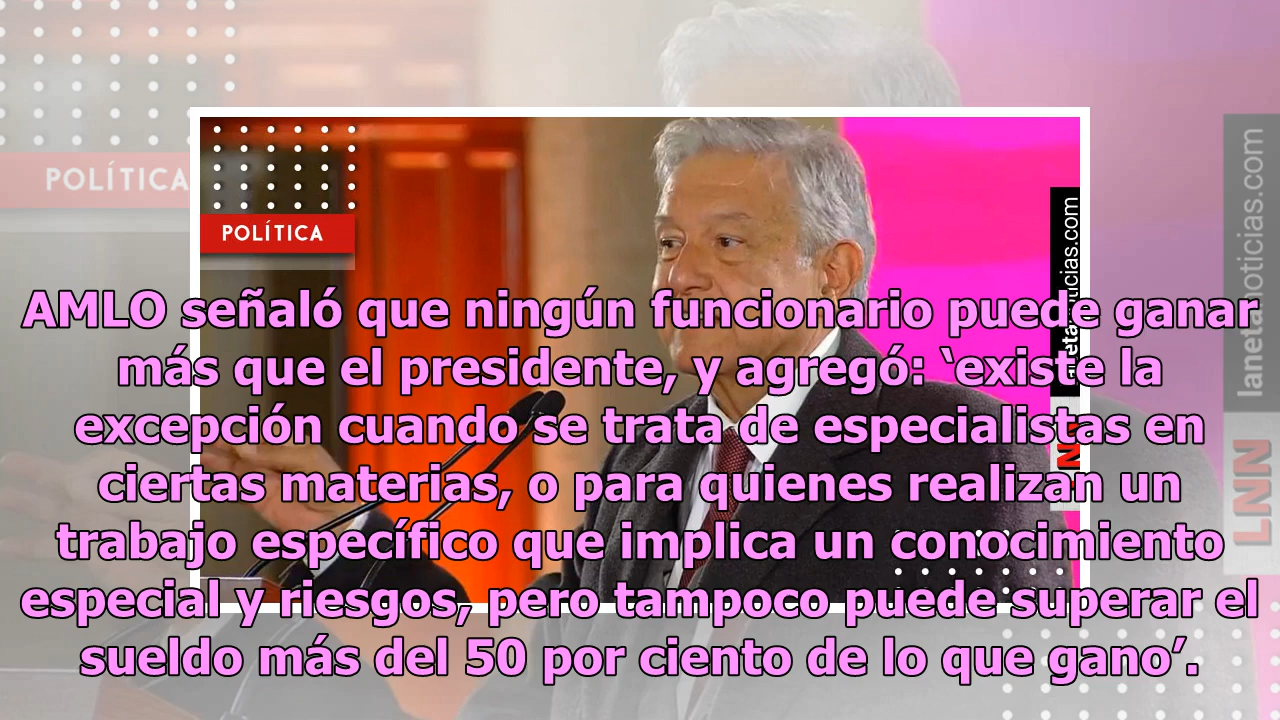 POLÍTICA
POLÍTICA
lanetanoticias.com
LNN
AMLO señaló que ningún funcionario puede ganar
más que el presidente, y agregó: ‘existe la
excepción cuando se trata de especialistas en
ciertas materias, o para quienes realizan un
trabajo específico que implica un conocimiento
especial y riesgos, pero tampoco puede superar el
sueldo más del 50 por ciento de lo que gano’.